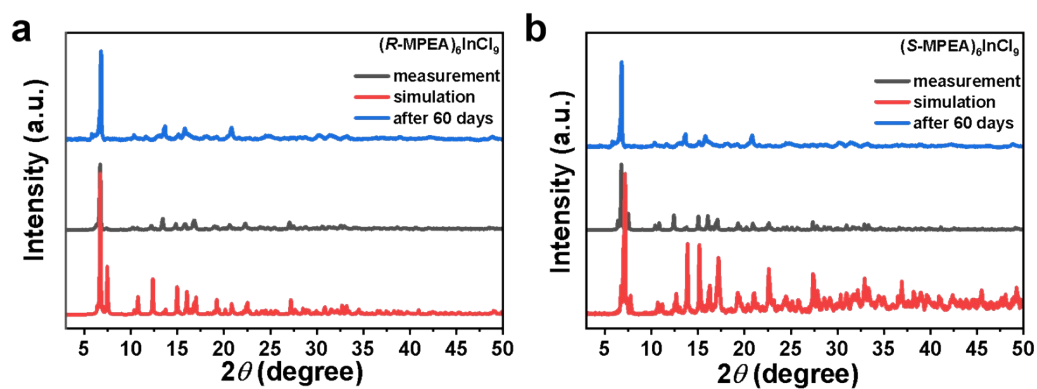 a
(R-MPEA)₆InCl₉
measurement
simulation
after 60 days
Intensity (a.u.)
5 10 15 20 25 30 35 40 45 50
2θ (degree)
b
(S-MPEA)₆InCl₉
measurement
simulation
after 60 days
Intensity (a.u.)
5 10 15 20 25 30 35 40 45 50
2θ (degree)